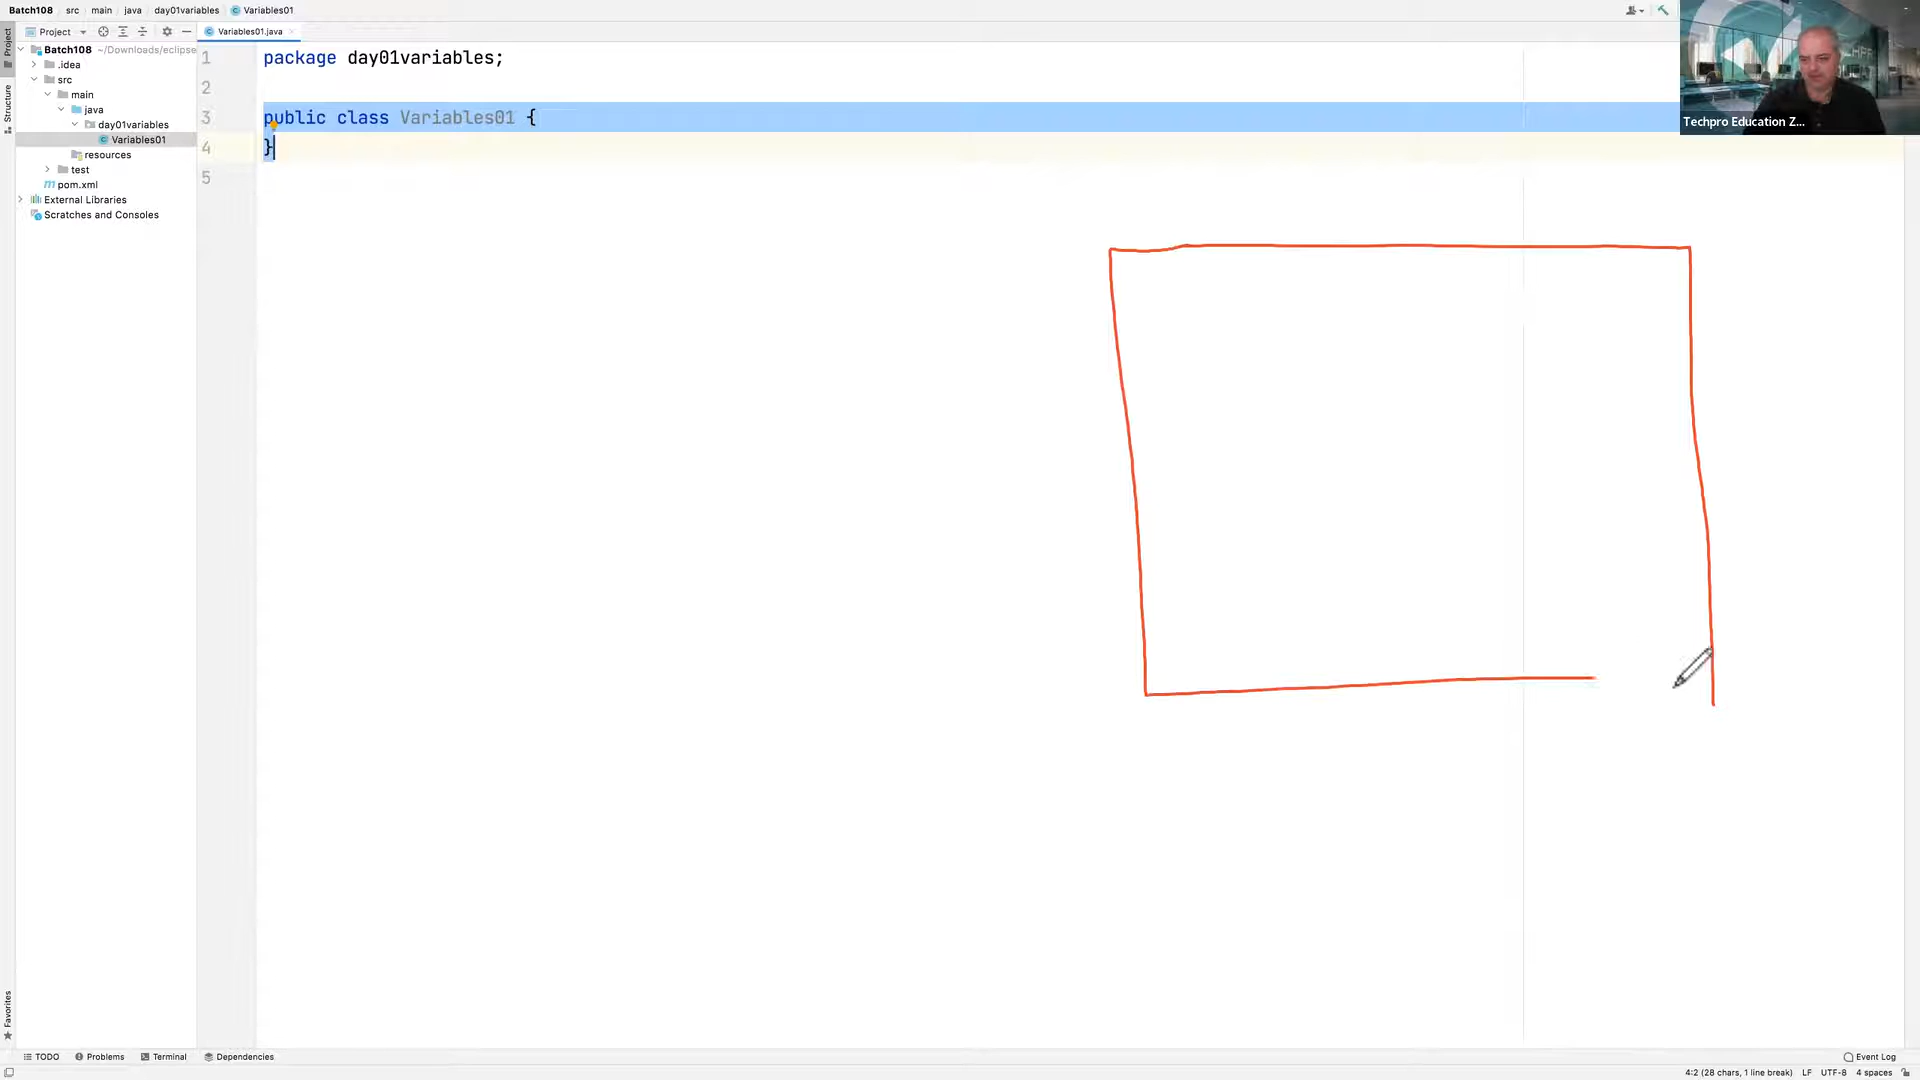 Batch108 src main java day01variables Variables01
Project
Variables01.java
Project
Structure
Favorites
Batch108 ~/Downloads/eclipse
.idea
src
main
java
day01variables
Variables01
resources
test
pom.xml
External Libraries
Scratches and Consoles
1 package day01variables;
2
3 public class Variables01 {
4 }
5
Techpro Education Z...
TODO Problems Terminal Dependencies Event Log
4:2 (28 chars, 1 line break) LF UTF-8 4 spaces